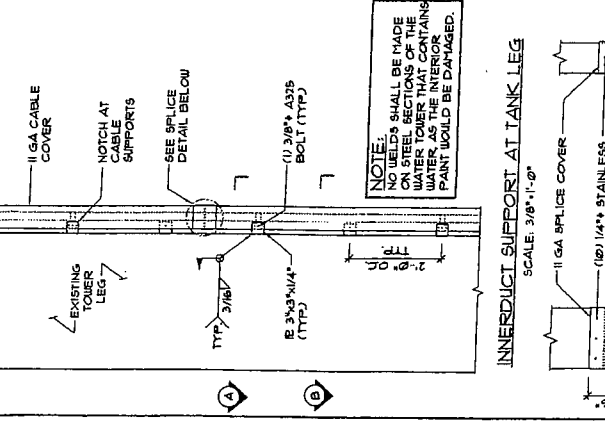 11 GA CABLE
COVER
NOTCH AT
CABLE
SUPPORTS
SEE SPLICE
DETAIL BELOW
(1) 3/8"ϕ A325
BOLT (TYP.)
EXISTING
TOWER
LEG
TYP.
3/16
PL 3"x3"x1/4"
(TYP.)
2'-0" O.C.
TYP.
A
B
NOTE:
NO WELDS SHALL BE MADE
ON STEEL SECTIONS OF THE
WATER TOWER THAT CONTAINS
WATER, AS THE INTERIOR
PAINT WOULD BE DAMAGED.
INNERDUCT SUPPORT AT TANK LEG
SCALE: 3/8"=1'-0"
11 GA SPLICE COVER
(10) 1/4"ϕ STAINLESS